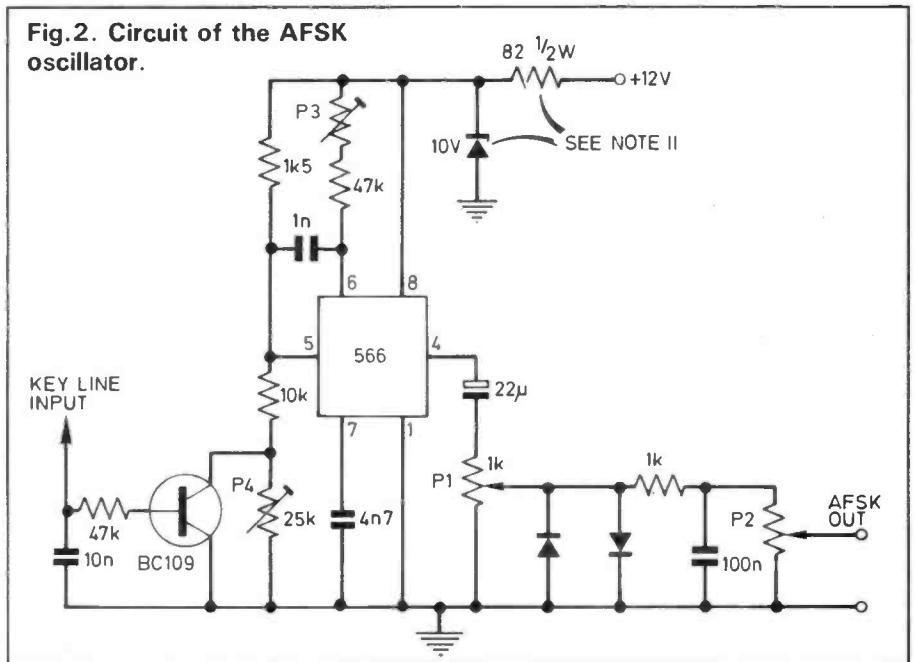 Fig.2. Circuit of the AFSK
oscillator.
82 1/2W
+12V
P3
10V
SEE NOTE II
1k5
47k
1n
6
8
5
566
4
KEY LINE
INPUT
10k
22μ
7
1
1k
1k
P1
P4
25k
47k
4n7
P2
AFSK
OUT
10n
BC109
100n